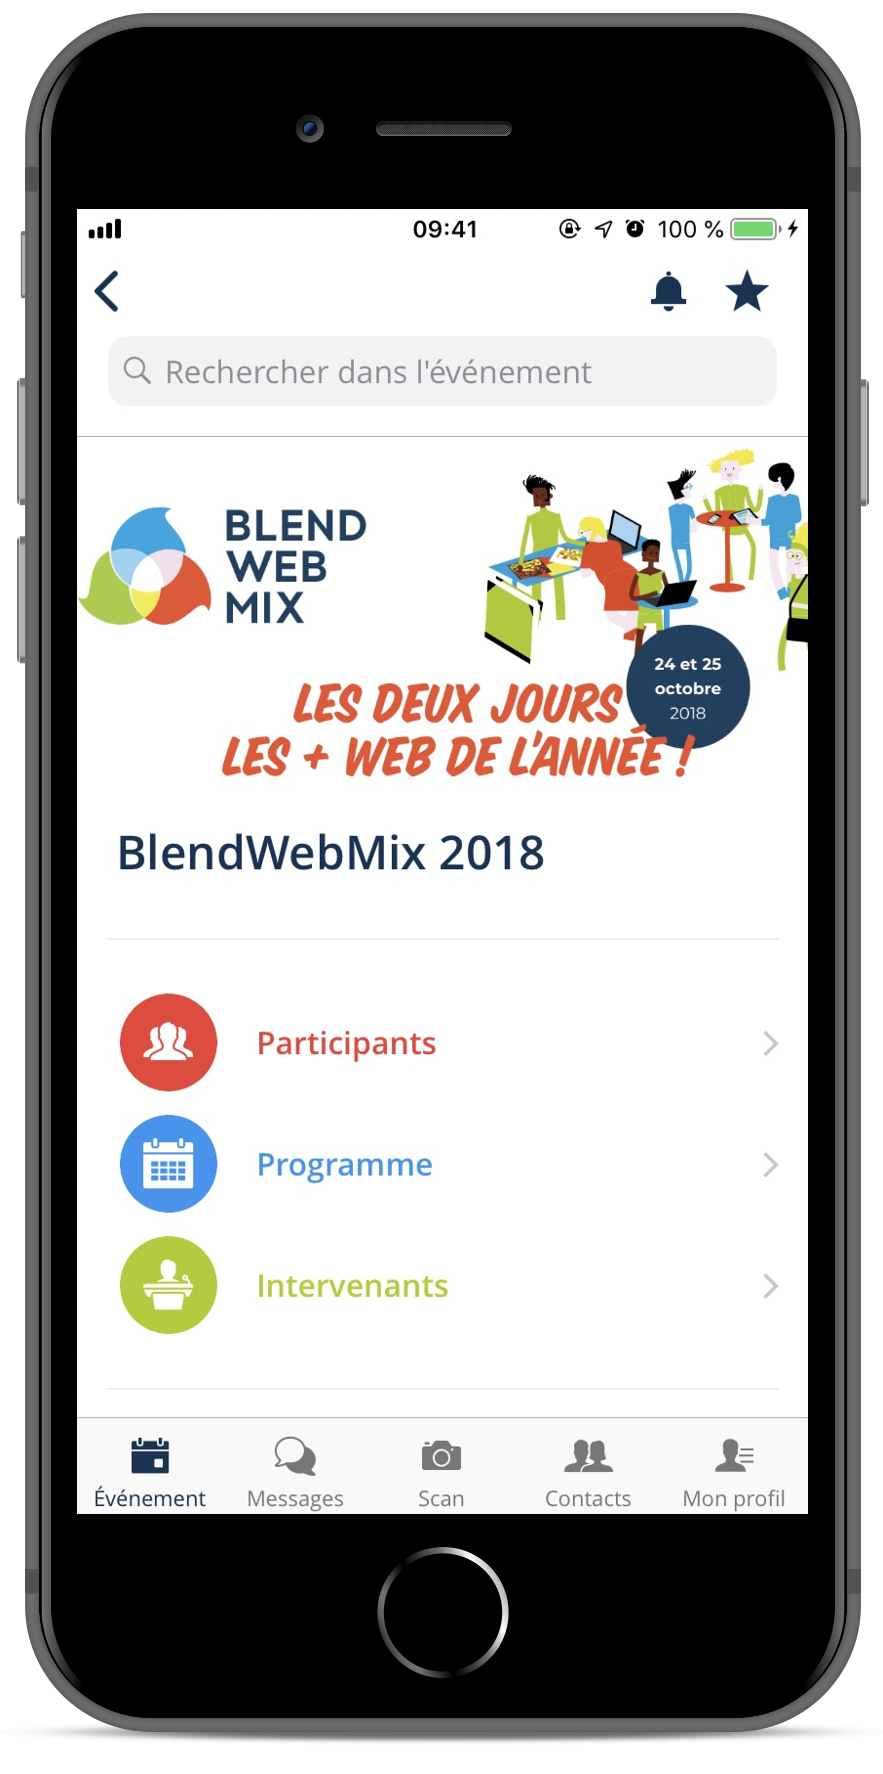 09:41 100 %
Rechercher dans l'événement
BLEND
WEB
MIX
24 et 25
octobre
2018
LES DEUX JOURS
LES + WEB DE L'ANNÉE !
BlendWebMix 2018
Participants
Programme
Intervenants
Événement Messages Scan Contacts Mon profil